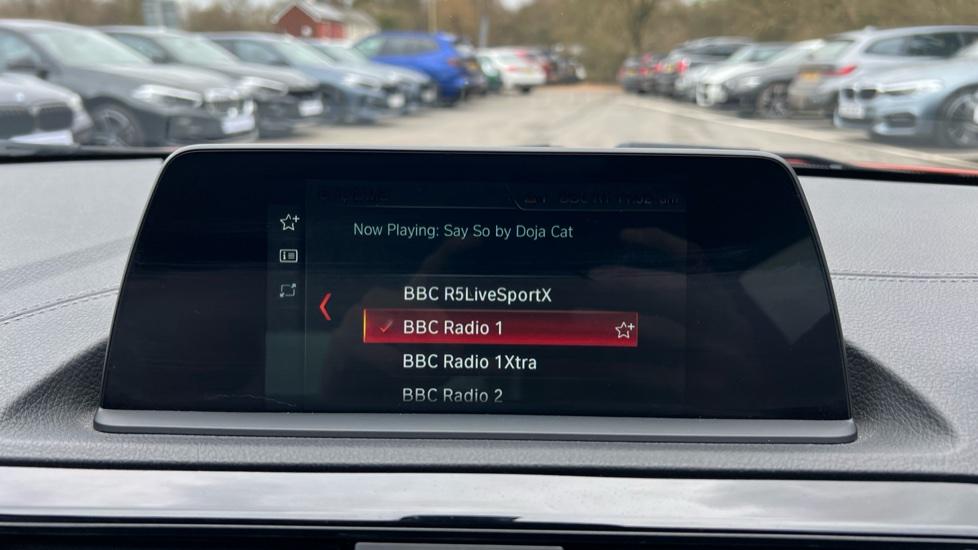 Now Playing: Say So by Doja Cat
BBC R5LiveSportX
BBC Radio 1
BBC Radio 1Xtra
BBC Radio 2